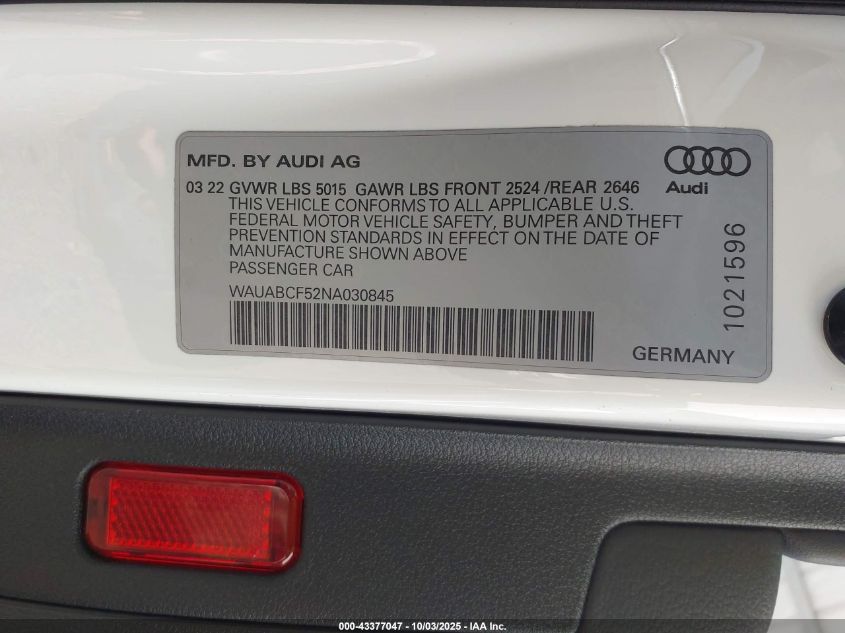 MFD. BY AUDI AG
Audi
03 22 GVWR LBS 5015 GAWR LBS FRONT 2524 /REAR 2646
THIS VEHICLE CONFORMS TO ALL APPLICABLE U.S.
FEDERAL MOTOR VEHICLE SAFETY, BUMPER AND THEFT
PREVENTION STANDARDS IN EFFECT ON THE DATE OF
MANUFACTURE SHOWN ABOVE
PASSENGER CAR
WAUABCF52NA030845
1021596
GERMANY
000-43377047 - 10/03/2025 - IAA Inc.